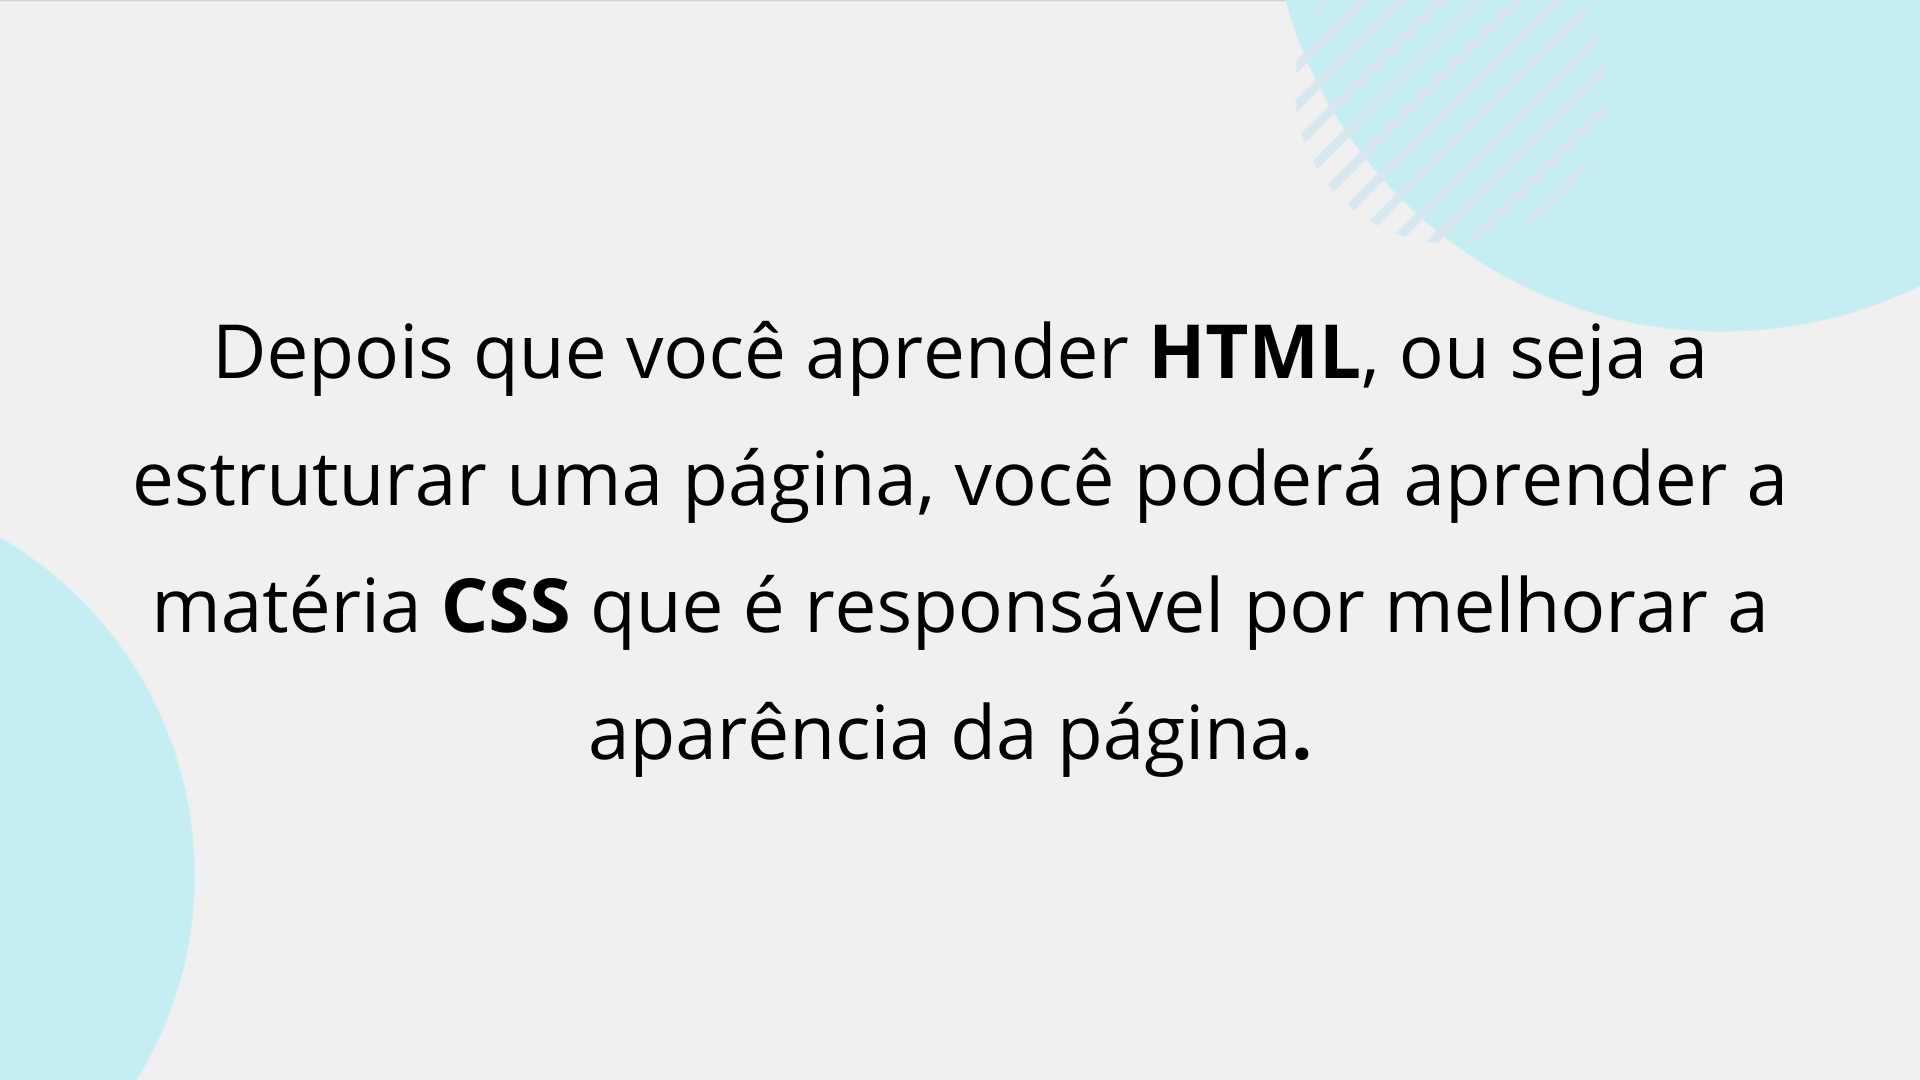 Depois que você aprender HTML, ou seja a
estruturar uma página, você poderá aprender a
matéria CSS que é responsável por melhorar a
aparência da página.